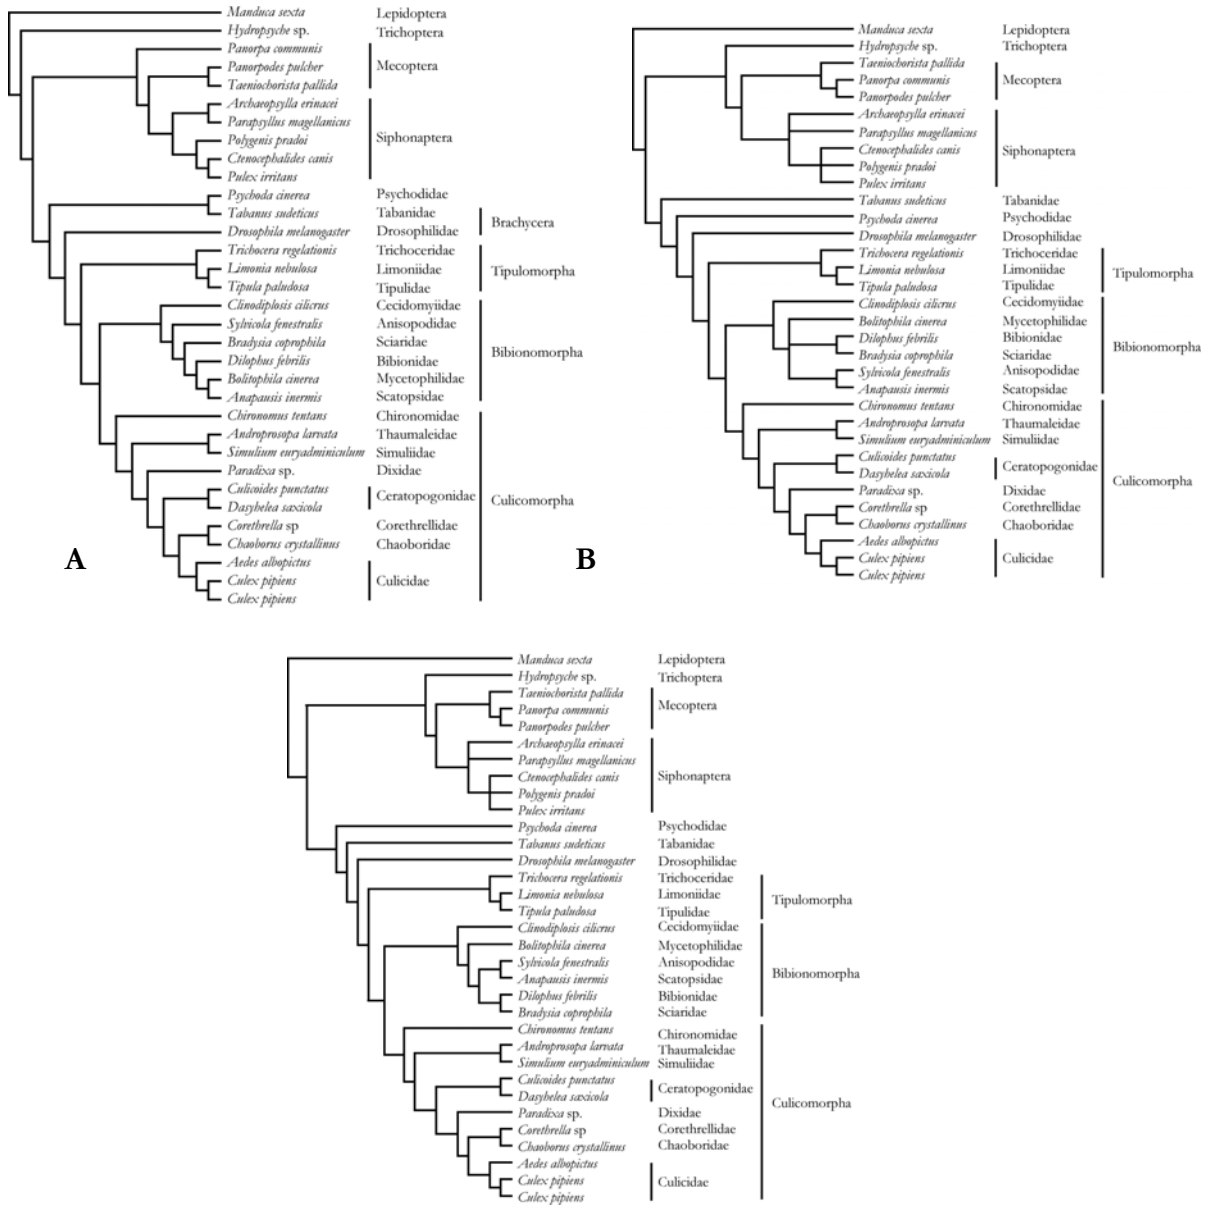 Manduca sexta Lepidoptera
Hydropsyche sp. Trichoptera
Panorpa communis
Panorpodes pulcher Mecoptera
Taeniochorista pallida
Archaeopsylla erinacei
Parapsyllus magellanicus
Polygenis pradoi Siphonaptera
Ctenocephalides canis
Pulex irritans
Psychoda cinerea Psychodidae
Tabanus sudeticus Tabanidae
Brachycera
Drosophila melanogaster Drosophilidae
Trichocera regelationis Trichoceridae
Limonia nebulosa Limoniidae Tipulomorpha
Tipula paludosa Tipulidae
Clinodiplosis cilicrus Cecidomyiidae
Sylvicola fenestralis Anisopodidae
Bradysia coprophila Sciaridae Bibionomorpha
Dilophus febrilis Bibionidae
Bolitophila cinerea Mycetophilidae
Anapausis inermis Scatopsidae
Chironomus tentans Chironomidae
Androprosopa larvata Thaumaleidae
Simulium euryadminiculum Simuliidae
Paradixa sp. Dixidae
Culicoides punctatus
Ceratopogonidae Culicomorpha
Dasyhelea saxicola
Corethrella sp Corethrellidae
Chaoborus crystallinus Chaoboridae
A
Aedes albopictus
Culex pipiens Culicidae
Culex pipiens
Manduca sexta Lepidoptera
Hydropsyche sp. Trichoptera
Taeniochorista pallida
Panorpa communis Mecoptera
Panorpodes pulcher
Archaeopsylla erinacei
Parapsyllus magellanicus
Ctenocephalides canis Siphonaptera
Polygenis pradoi
Pulex irritans
Tabanus sudeticus Tabanidae
Psychoda cinerea Psychodidae
Drosophila melanogaster Drosophilidae
Trichocera regelationis Trichoceridae
Limonia nebulosa Limoniidae Tipulomorpha
Tipula paludosa Tipulidae
Clinodiplosis cilicrus Cecidomyiidae
Bolitophila cinerea Mycetophilidae
Dilophus febrilis Bibionidae Bibionomorpha
Bradysia coprophila Sciaridae
Sylvicola fenestralis Anisopodidae
Anapausis inermis Scatopsidae
Chironomus tentans Chironomidae
Androprosopa larvata Thaumaleidae
Simulium euryadminiculum Simuliidae
Culicoides punctatus
Ceratopogonidae
Dasyhelea saxicola Culicomorpha
Paradixa sp. Dixidae
Corethrella sp Corethrellidae
Chaoborus crystallinus Chaoboridae
Aedes albopictus
B
Culex pipiens Culicidae
Culex pipiens
Manduca sexta Lepidoptera
Hydropsyche sp. Trichoptera
Taeniochorista pallida
Panorpa communis Mecoptera
Panorpodes pulcher
Archaeopsylla erinacei
Parapsyllus magellanicus
Ctenocephalides canis Siphonaptera
Polygenis pradoi
Pulex irritans
Psychoda cinerea Psychodidae
Tabanus sudeticus Tabanidae
Drosophila melanogaster Drosophilidae
Trichocera regelationis Trichoceridae
Limonia nebulosa Limoniidae Tipulomorpha
Tipula paludosa Tipulidae
Clinodiplosis cilicrus Cecidomyiidae
Bolitophila cinerea Mycetophilidae
Sylvicola fenestralis Anisopodidae
Bibionomorpha
Anapausis inermis Scatopsidae
Dilophus febrilis Bibionidae
Bradysia coprophila Sciaridae
Chironomus tentans Chironomidae
Androprosopa larvata Thaumaleidae
Simulium euryadminiculum Simuliidae
Culicoides punctatus
Ceratopogonidae
Dasyhelea saxicola Culicomorpha
Paradixa sp. Dixidae
Corethrella sp Corethrellidae
Chaoborus crystallinus Chaoboridae
Aedes albopictus
Culex pipiens Culicidae
Culex pipiens